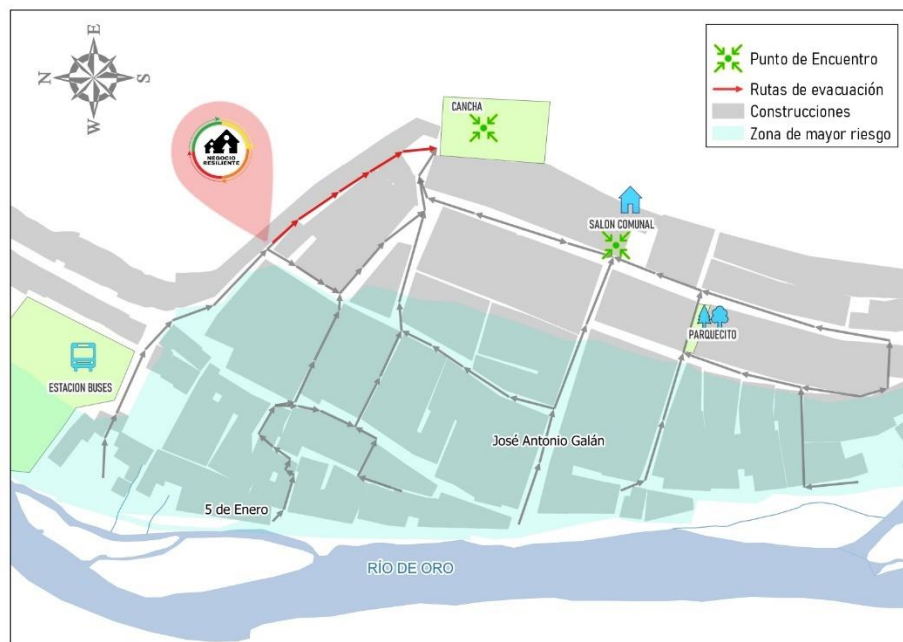 E
N
S
W
NEGOCIO
RESILIENTE
CANCHA
Punto de Encuentro
Rutas de evacuación
Construcciones
Zona de mayor riesgo
SALON COMUNAL
PARQUECITO
ESTACION BUSES
José Antonio Galán
5 de Enero
RÍO DE ORO